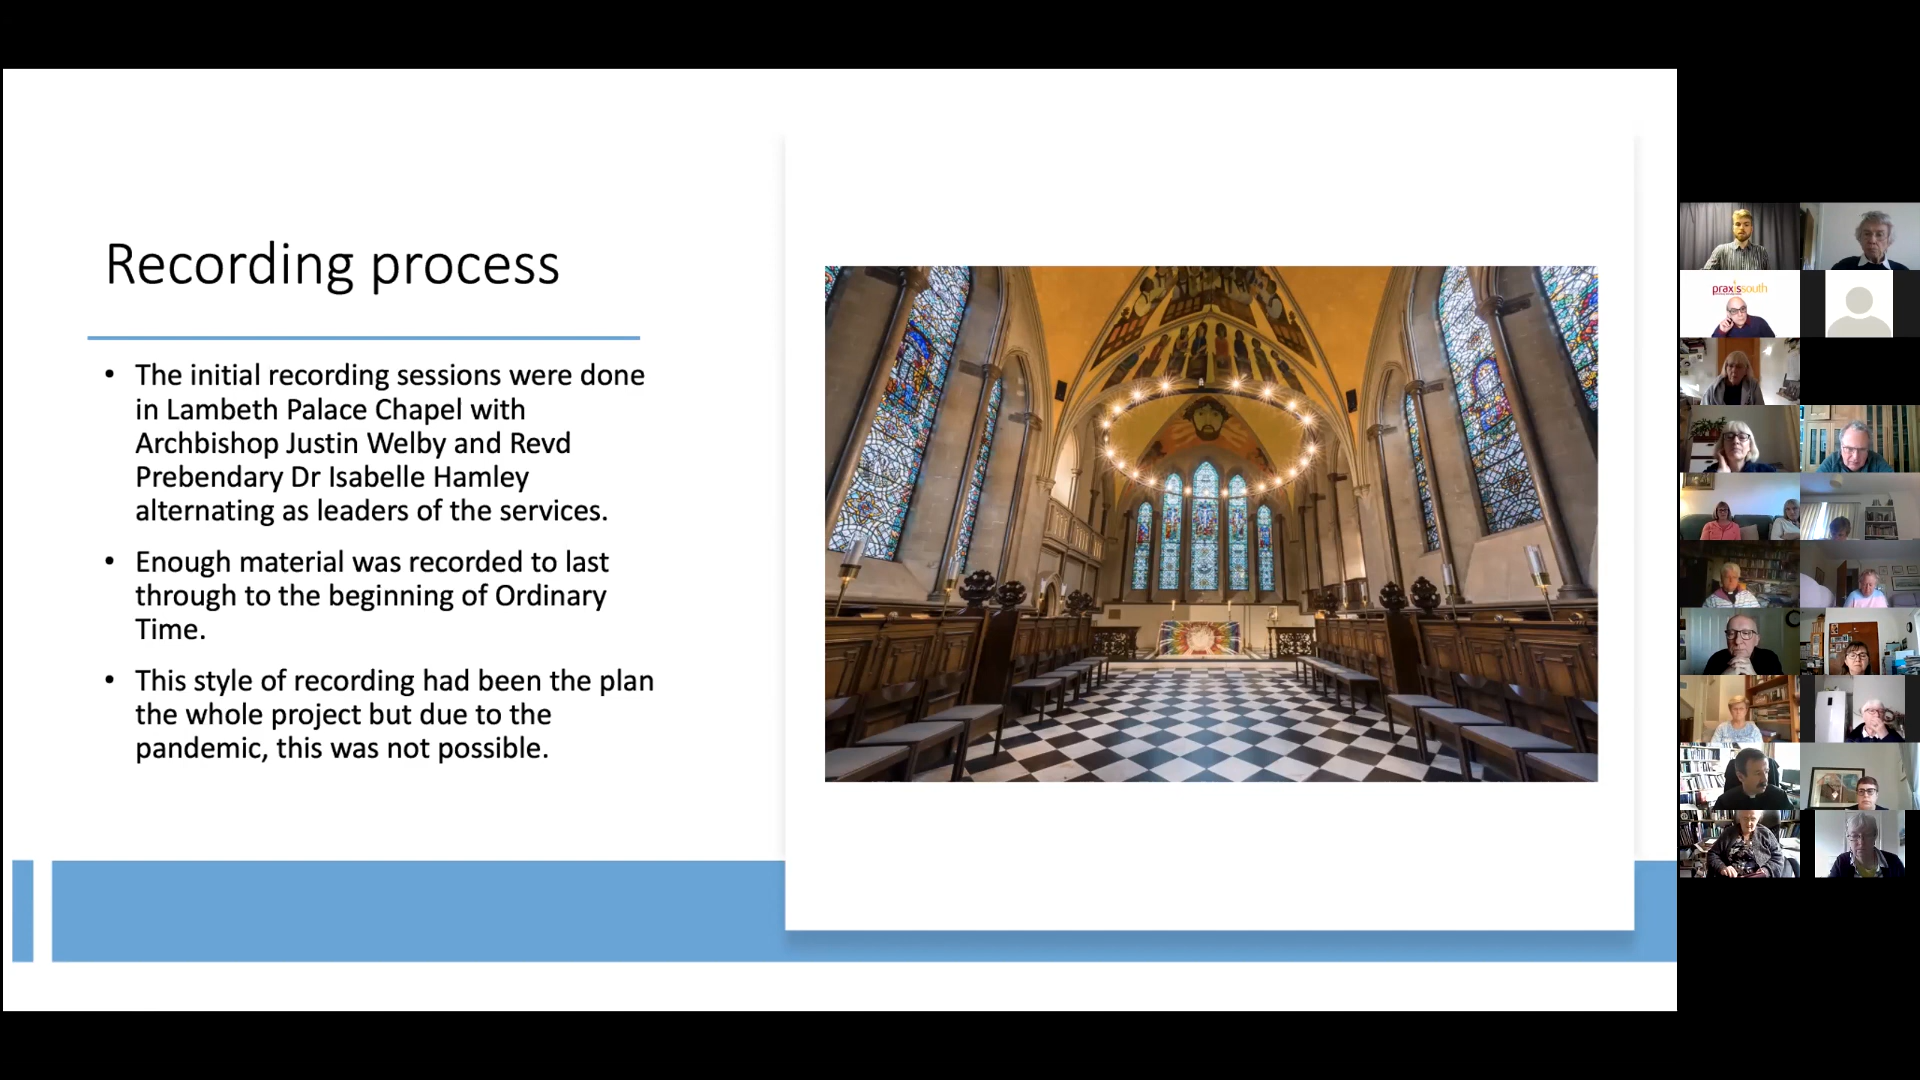 Recording process
• The initial recording sessions were done
in Lambeth Palace Chapel with
Archbishop Justin Welby and Revd
Prebendary Dr Isabelle Hamley
alternating as leaders of the services.
• Enough material was recorded to last
through to the beginning of Ordinary
Time.
• This style of recording had been the plan
the whole project but due to the
pandemic, this was not possible.
praxissouth